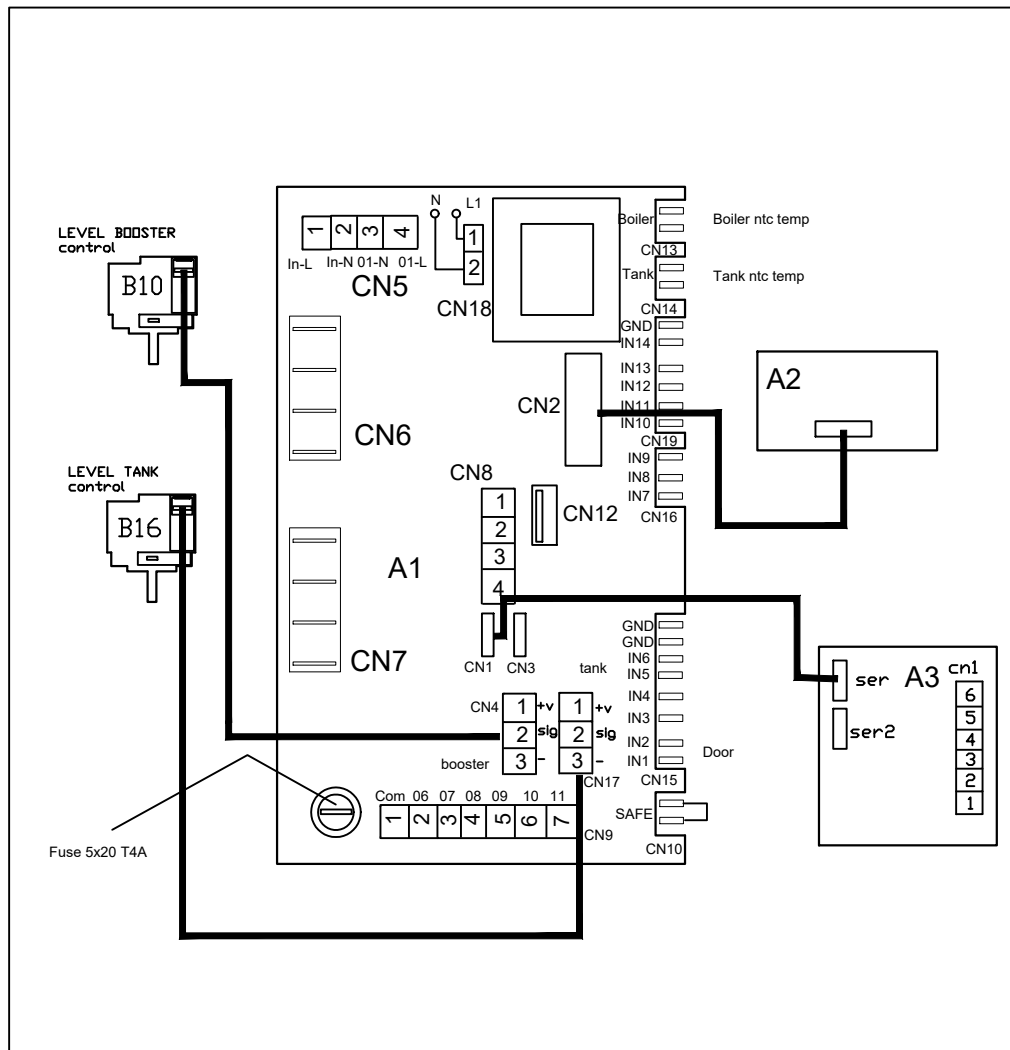 N L1
Boiler Boiler ntc temp
CN13
LEVEL BOOSTER
control
B10
1 2 3 4
In-L In-N 01-N 01-L
CN5
1
2
CN18
Tank Tank ntc temp
CN14
GND
IN14
IN13
IN12
IN11
IN10
CN19
IN9
IN8
IN7
CN16
CN6
CN2
A2
LEVEL TANK
control
B16
CN8
1
2
3
4
CN12
A1
CN7
CN1 CN3
tank
GND
GND
IN6
IN5
IN4
IN3
IN2
IN1
Door
CN15
SAFE
CN10
ser A3 cn1
ser2
6
5
4
3
2
1
CN4
1 +v
2 sig
3 -
booster
1 +v
2 sig
3 -
CN17
Com 06 07 08 09 10 11
1 2 3 4 5 6 7
CN9
Fuse 5x20 T4A